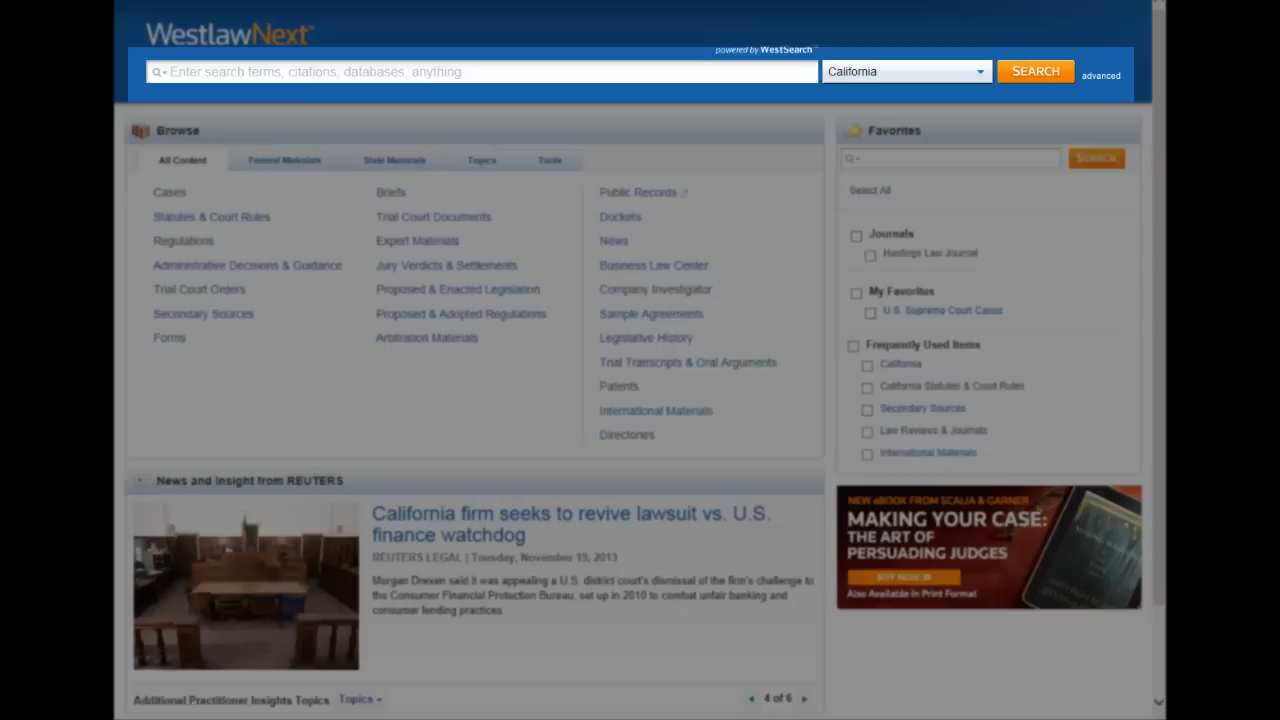 WestlawNext™
powered by WestSearch™
Enter search terms, citations, databases, anything
California
SEARCH
advanced
Browse
All Content
Federal Materials
State Materials
Topics
Tools
Cases
Statutes & Court Rules
Regulations
Administrative Decisions & Guidance
Trial Court Orders
Secondary Sources
Forms
Briefs
Trial Court Documents
Expert Materials
Jury Verdicts & Settlements
Proposed & Enacted Legislation
Proposed & Adopted Regulations
Arbitration Materials
Public Records
Dockets
News
Business Law Center
Company Investigator
Sample Agreements
Legislative History
Trial Transcripts & Oral Arguments
Patents
International Materials
Directories
Favorites
SEARCH
Select All
Journals
Hastings Law Journal
My Favorites
U.S. Supreme Court Cases
Frequently Used Items
California
California Statutes & Court Rules
Secondary Sources
Law Reviews & Journals
International Materials
News and Insight from REUTERS
California firm seeks to revive lawsuit vs. U.S.
finance watchdog
REUTERS LEGAL | Tuesday, November 19, 2013
Morgan Drexen said it was appealing a U.S. district court's dismissal of the firm's challenge to
the Consumer Financial Protection Bureau, set up in 2010 to combat unfair banking and
consumer lending practices
Additional Practitioner Insights Topics
Topics
4 of 6
NEW eBOOK FROM SCALIA & GARNER
MAKING YOUR CASE:
THE ART OF
PERSUADING JUDGES
BUY NOW
Also Available in Print Format